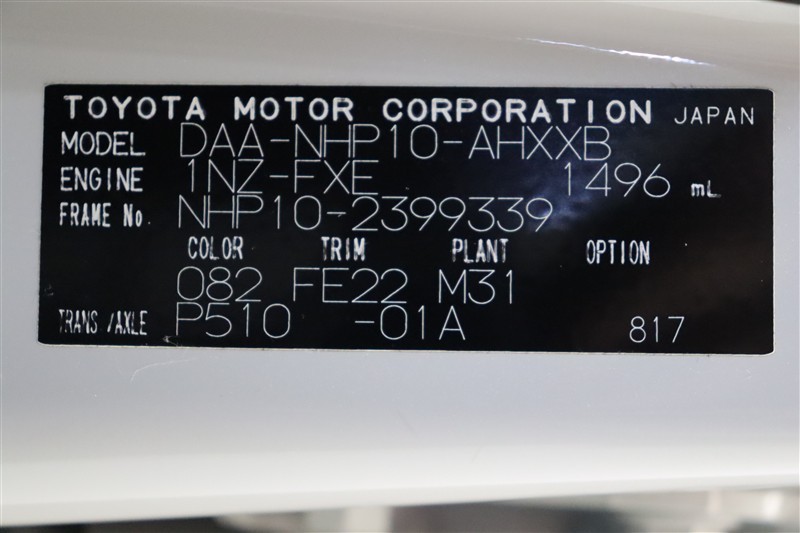 TOYOTA MOTOR CORPORATION JAPAN
MODEL DAA-NHP10-AHXXB
ENGINE 1NZ-FXE 1496 mL
FRAME No. NHP10-2399339
COLOR TRIM PLANT OPTION
082 FE22 M31
TRANS/AXLE P510 -01A 817